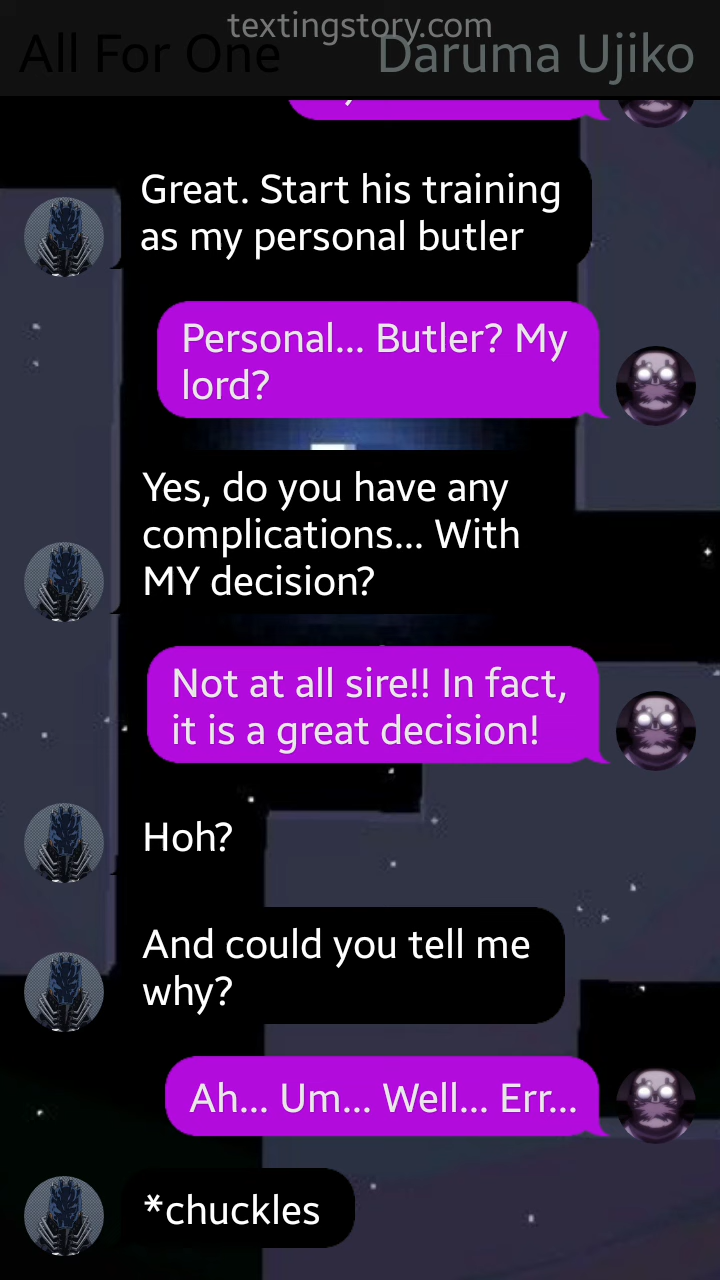 textingstory.com
All For One
Daruma Ujiko
Great. Start his training
as my personal butler
Personal... Butler? My
lord?
Yes, do you have any
complications... With
MY decision?
Not at all sire!! In fact,
it is a great decision!
Hoh?
And could you tell me
why?
Ah... Um... Well... Err...
*chuckles